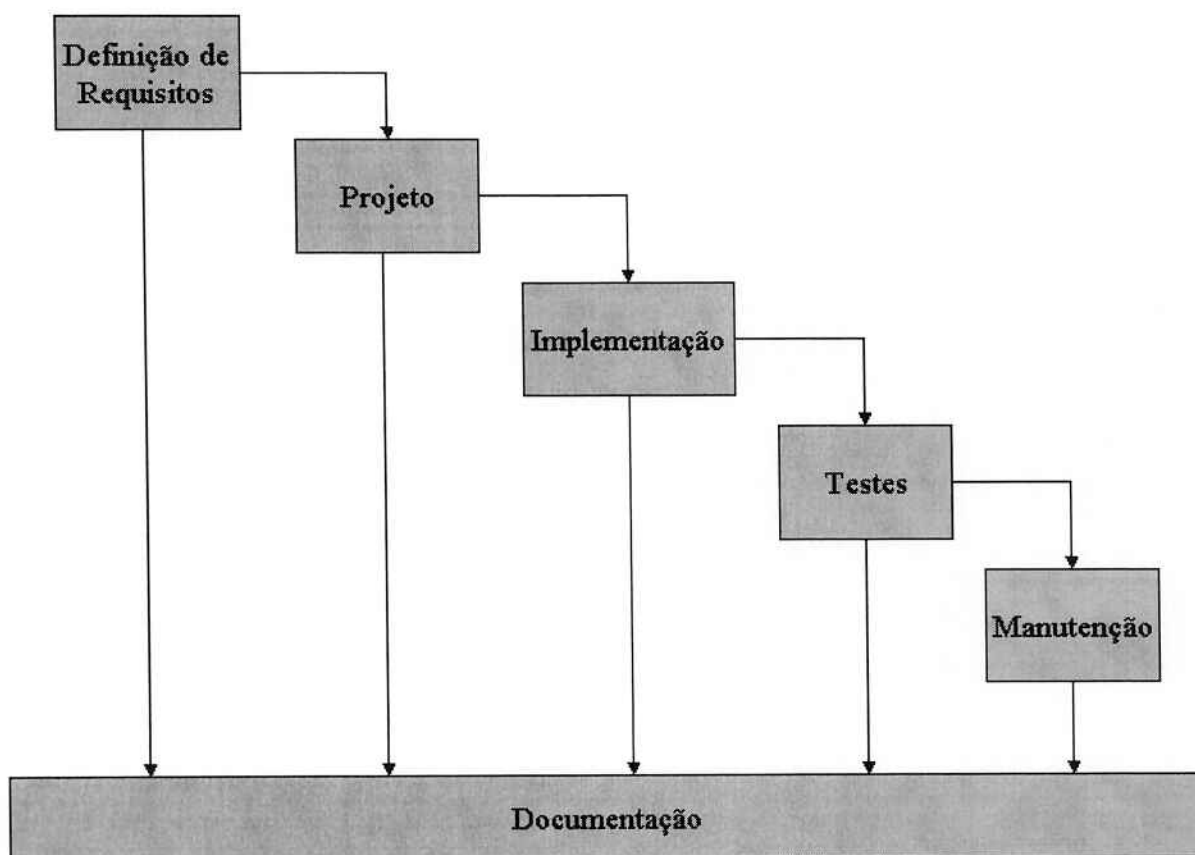 Definição de
Requisitos
Projeto
Implementação
Testes
Manutenção
Documentação